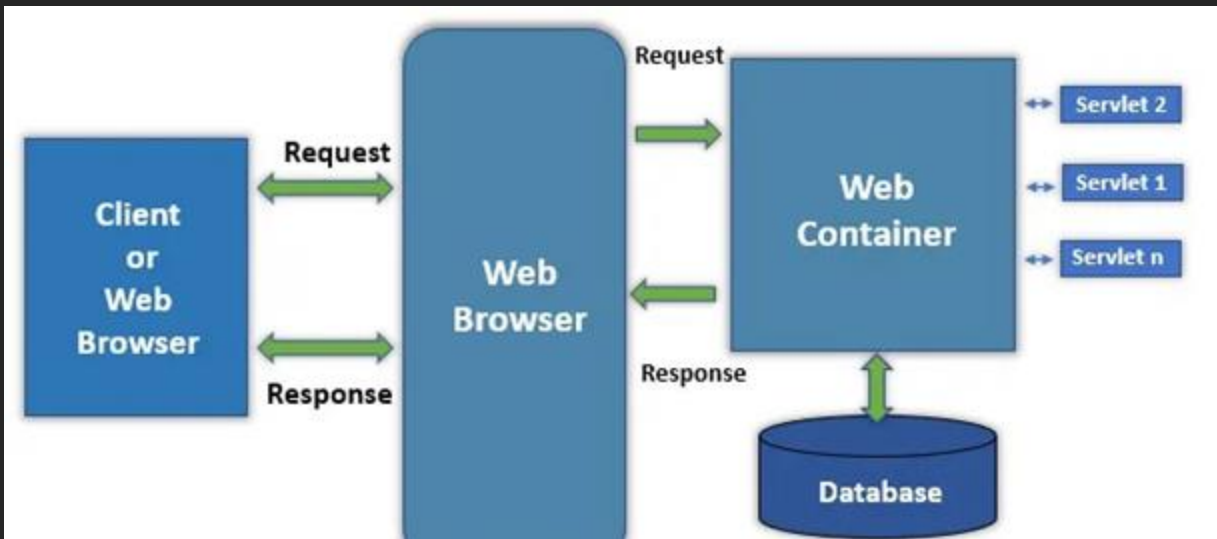 Request
Client
or
Web
Browser
Response
Web
Browser
Request
Response
Web
Container
Servlet 2
Servlet 1
Servlet n
Database